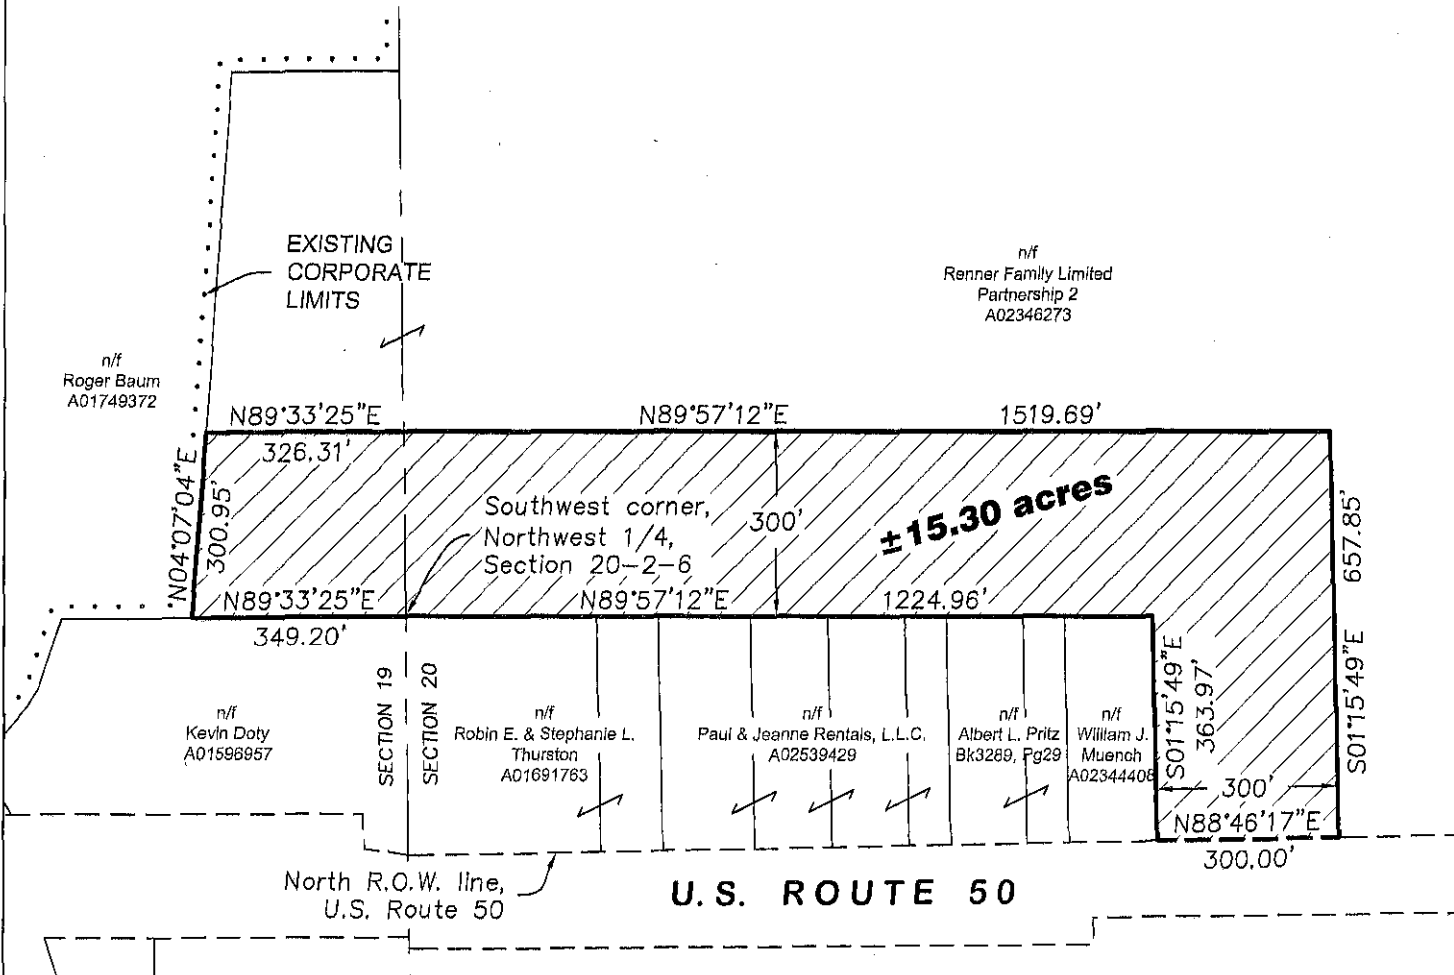 EXISTING
CORPORATE
LIMITS
n/f
Renner Family Limited
Partnership 2
A02346273
n/f
Roger Baum
A01749372
N89°33'25"E
N89°57'12"E
1519.69'
326.31'
N04°07'04"E
300.95'
Southwest corner,
Northwest 1/4,
Section 20-2-6
300'
±15.30 acres
657.85'
S01°15'49"E
N89°33'25"E
N89°57'12"E
1224.96'
349.20'
SECTION 19
SECTION 20
n/f
Kevin Doty
A01596957
n/f
Robin E. & Stephanie L.
Thurston
A01691763
n/f
Paul & Jeanne Rentals, L.L.C.
A02539429
n/f
Albert L. Pritz
Bk3289, Pg29
n/f
William J.
Muench
A02344408
S01°15'49"E
363.97'
300'
N88°46'17"E
300.00'
North R.O.W. line,
U.S. Route 50
U.S. ROUTE 50